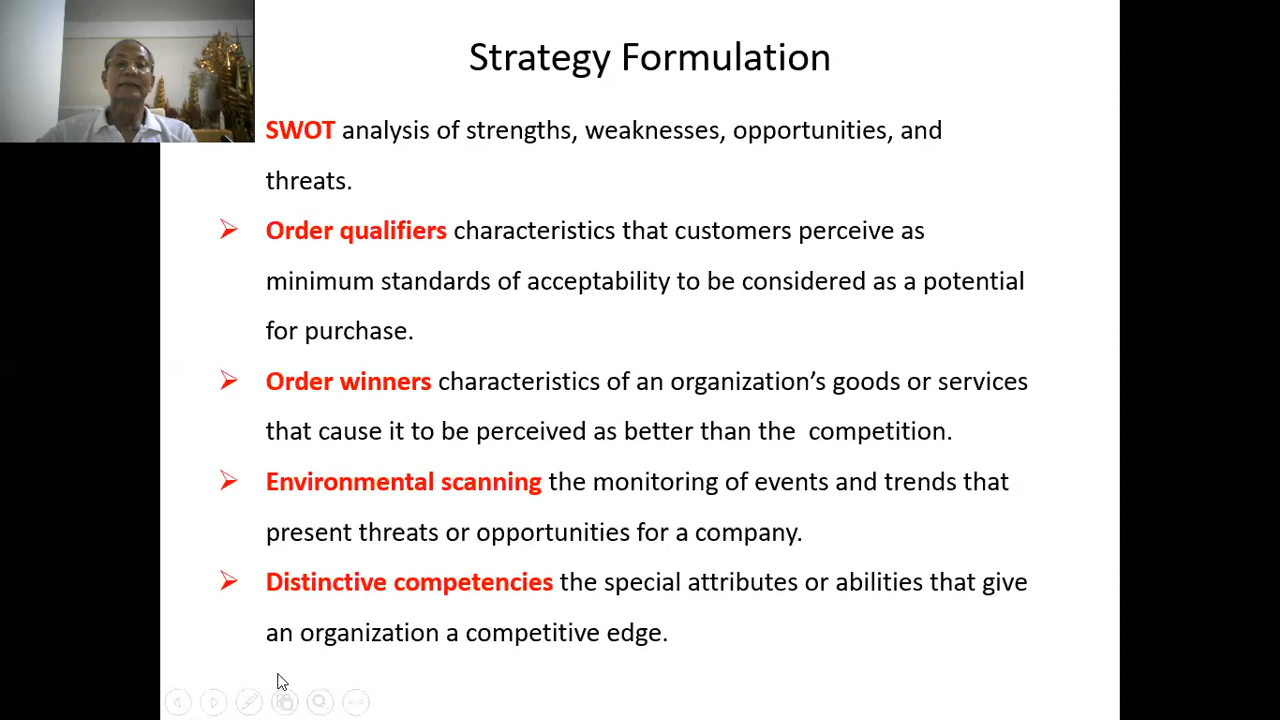 Strategy Formulation
SWOT analysis of strengths, weaknesses, opportunities, and
threats.
Order qualifiers characteristics that customers perceive as
minimum standards of acceptability to be considered as a potential
for purchase.
Order winners characteristics of an organization’s goods or services
that cause it to be perceived as better than the  competition.
Environmental scanning the monitoring of events and trends that
present threats or opportunities for a company.
Distinctive competencies the special attributes or abilities that give
an organization a competitive edge.